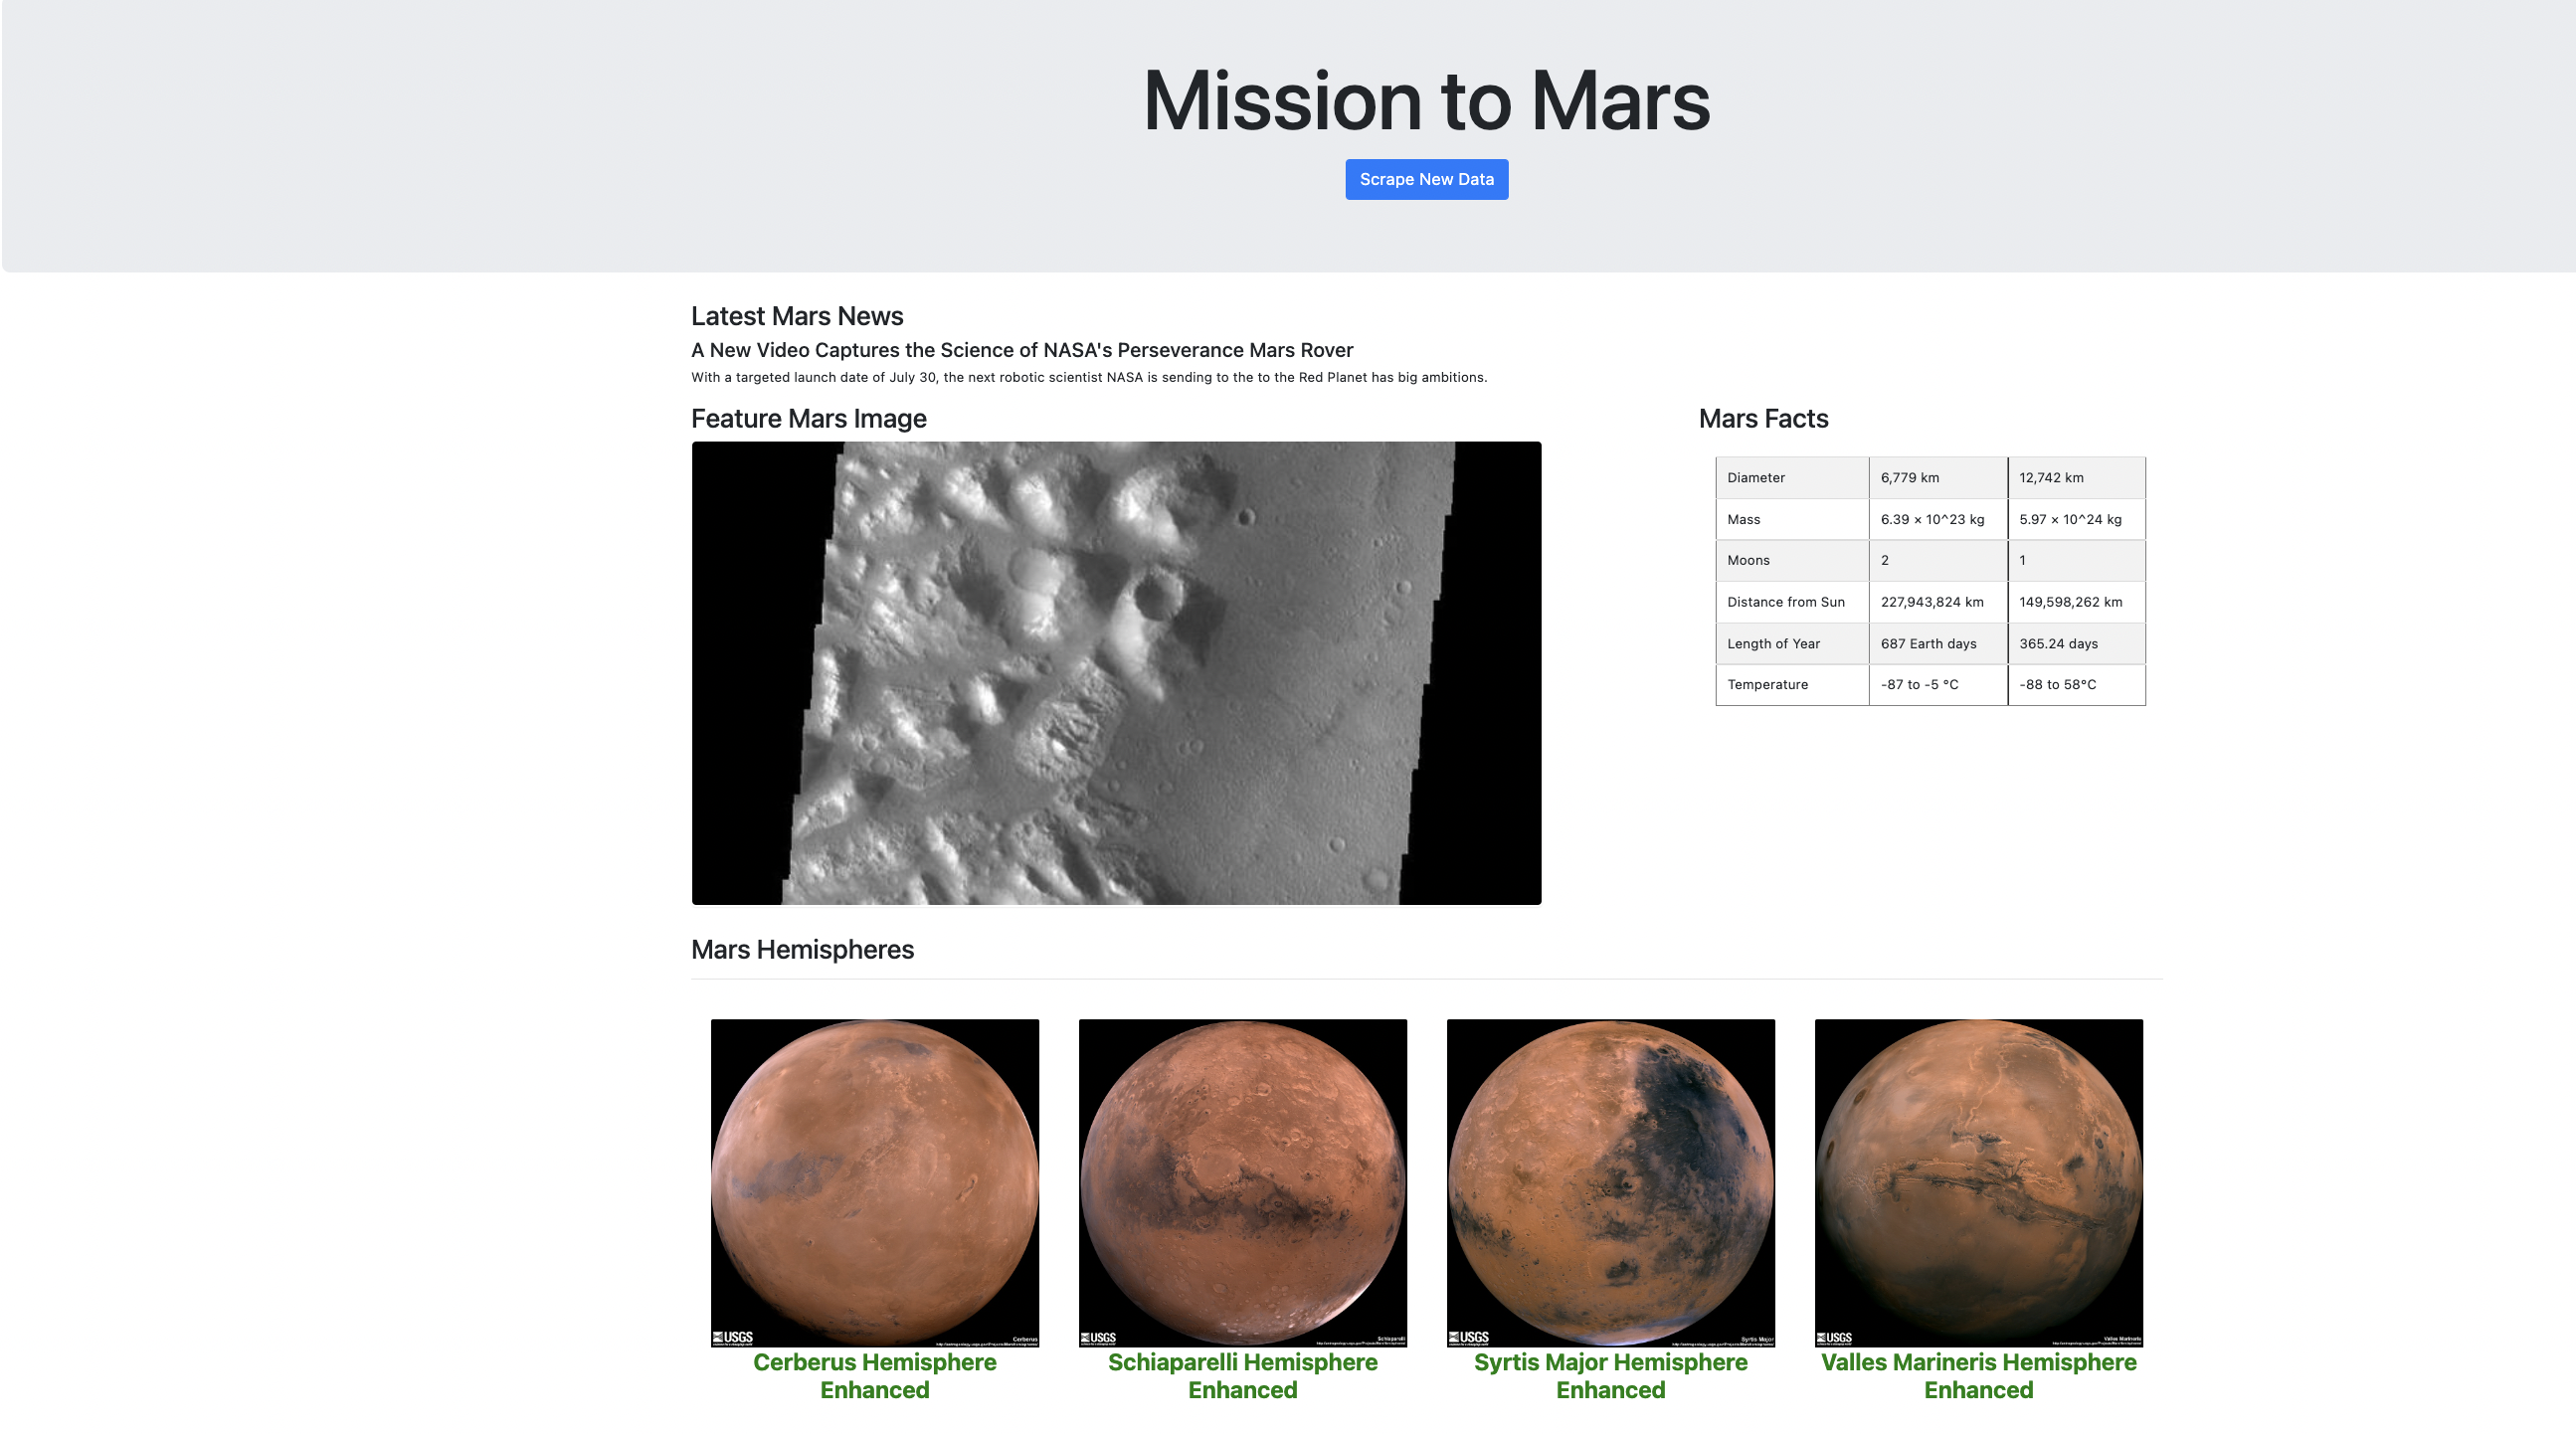 Mission to Mars
Scrape New Data
Latest Mars News
A New Video Captures the Science of NASA's Perseverance Mars Rover
With a targeted launch date of July 30, the next robotic scientist NASA is sending to the to the Red Planet has big ambitions.
Feature Mars Image
Mars Facts
Diameter 6,779 km 12,742 km
Mass 6.39 × 10^23 kg 5.97 × 10^24 kg
Moons 2 1
Distance from Sun 227,943,824 km 149,598,262 km
Length of Year 687 Earth days 365.24 days
Temperature -87 to -5 °C -88 to 58°C
Mars Hemispheres
USGS
Cerberus
USGS
Schiaparelli
USGS
Syrtis Major
USGS
Valles Marineris
Cerberus Hemisphere
Enhanced
Schiaparelli Hemisphere
Enhanced
Syrtis Major Hemisphere
Enhanced
Valles Marineris Hemisphere
Enhanced